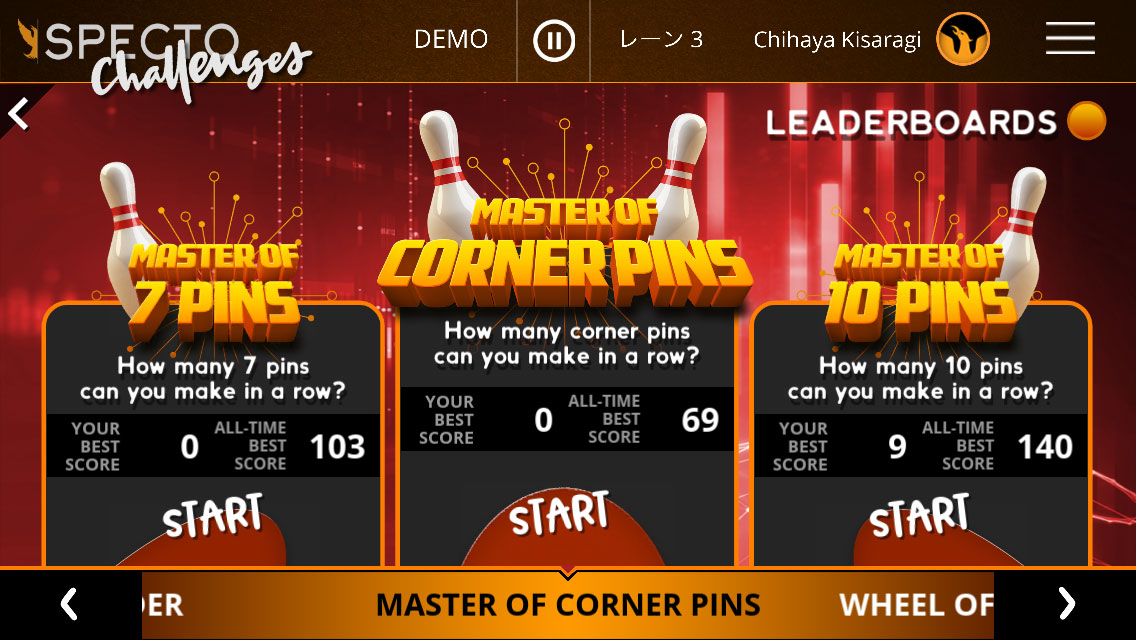 SPECTO
Challenges
DEMO
レーン 3
Chihaya Kisaragi
LEADERBOARDS
MASTER OF
7 PINS
How many 7 pins
can you make in a row?
YOUR
BEST
SCORE
0
ALL-TIME
BEST
SCORE
103
START
MASTER OF
CORNER PINS
How many corner pins
can you make in a row?
YOUR
BEST
SCORE
0
ALL-TIME
BEST
SCORE
69
START
MASTER OF
10 PINS
How many 10 pins
can you make in a row?
YOUR
BEST
SCORE
9
ALL-TIME
BEST
SCORE
140
START
DER
MASTER OF CORNER PINS
WHEEL OF